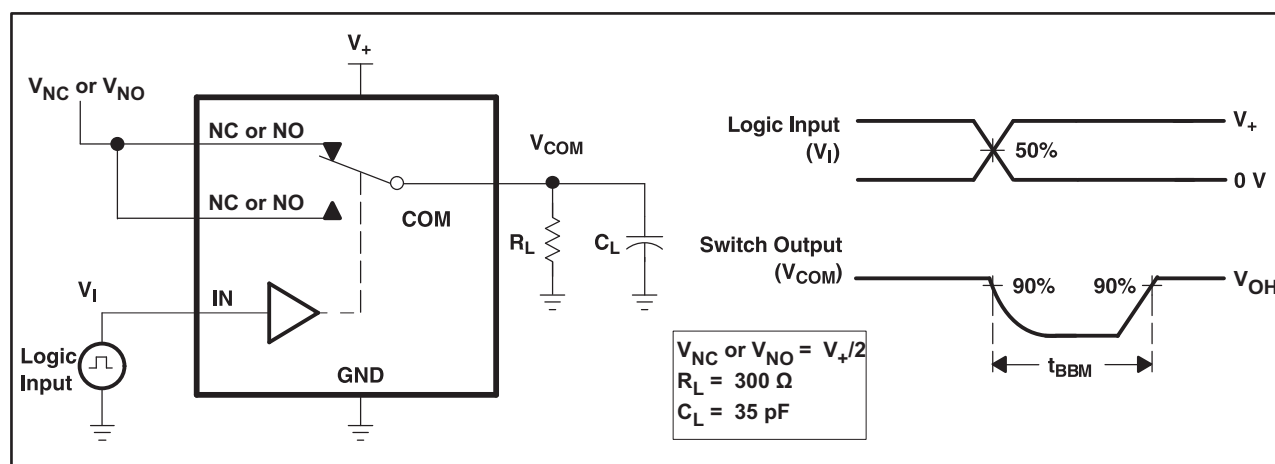 V+
VNC or VNO
NC or NO
VCOM
NC or NO
COM
RL
CL
VI
IN
Logic
Input
GND
VNC or VNO = V+/2
RL = 300 Ω
CL = 35 pF
Logic Input
(VI)
V+
50%
0 V
Switch Output
(VCOM)
90%
90%
VOH
tBBM